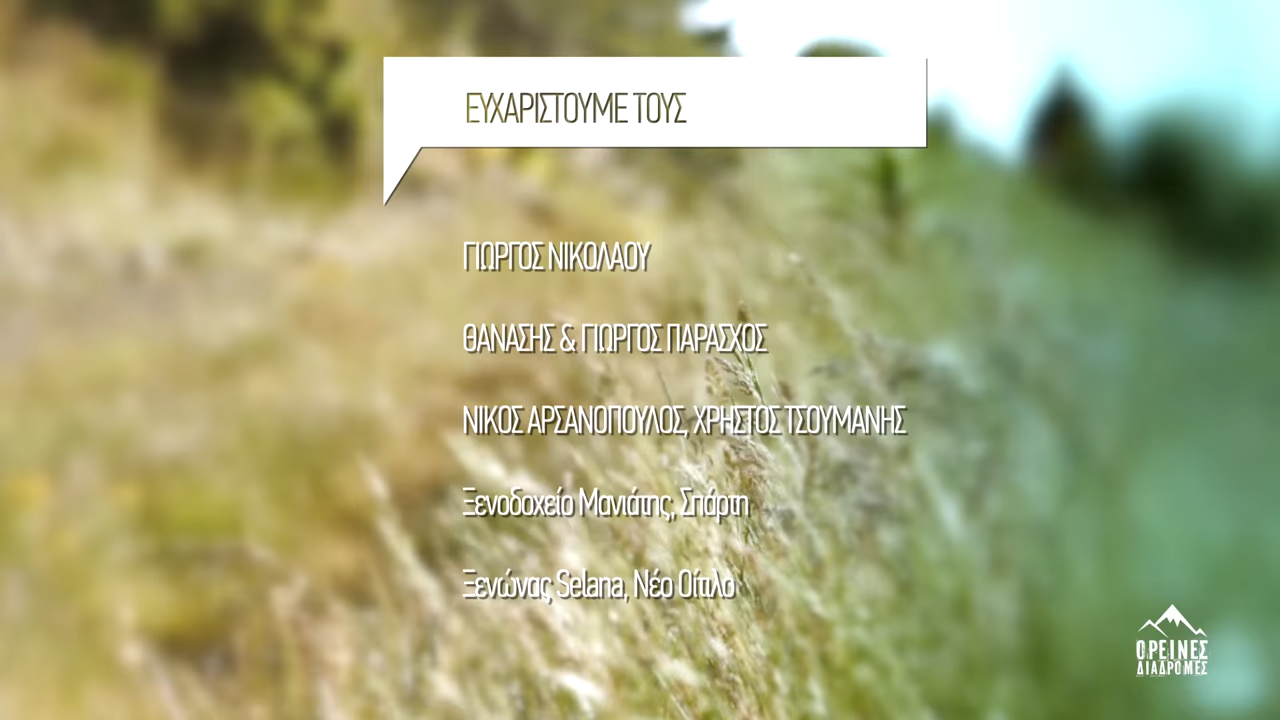 ΕΥΧΑΡΙΣΤΟΥΜΕ ΤΟΥΣ
ΓΙΩΡΓΟΣ ΝΙΚΟΛΑΟΥ
ΘΑΝΑΣΗΣ & ΓΙΩΡΓΟΣ ΠΑΡΑΣΧΟΣ
ΝΙΚΟΣ ΑΡΣΑΝΟΠΟΥΛΟΣ, ΧΡΗΣΤΟΣ ΤΣΟΥΜΑΝΗΣ
Ξενοδοχείο Μανιάτης, Σπάρτη
Ξενώνας Selana, Νέο Οίτιλο
ΟΡΕΙΝΕΣ
ΔΙΑΔΡΟΜΕΣ